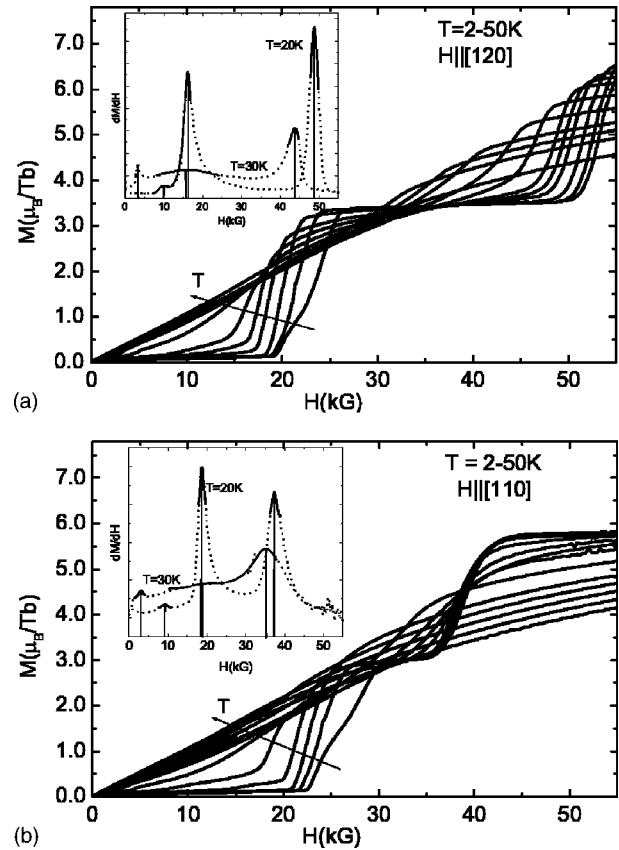 (a)
M(μB/Tb)
7.0
6.0
5.0
4.0
3.0
2.0
1.0
0.0
T=2-50K
H||[120]
dM/dH
T=20K
T=30K
0 10 20 30 40 50
H(kG)
T
0 10 20 30 40 50
H(kG)
(b)
M(μB/Tb)
7.0
6.0
5.0
4.0
3.0
2.0
1.0
0.0
T = 2-50K
H||[110]
dM/dH
T=20K
T=30K
0 10 20 30 40 50
H(kG)
T
0 10 20 30 40 50
H(kG)